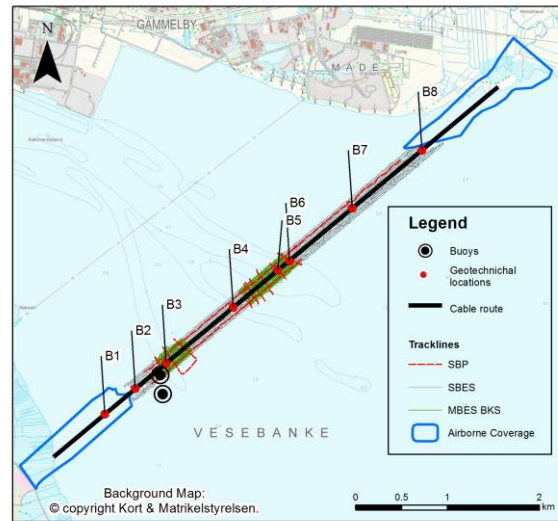 N
GAMMELBY
MADE
B8
B7
B6
B5
B4
B3
B2
B1
VESEBANKE
Background Map:
© copyright Kort & Matrikelstyrelsen.
Legend
Buoys
Geotechnichal
locations
Cable route
Tracklines
SBP
SBES
MBES BKS
Airborne Coverage
0 0.5 1 2
km